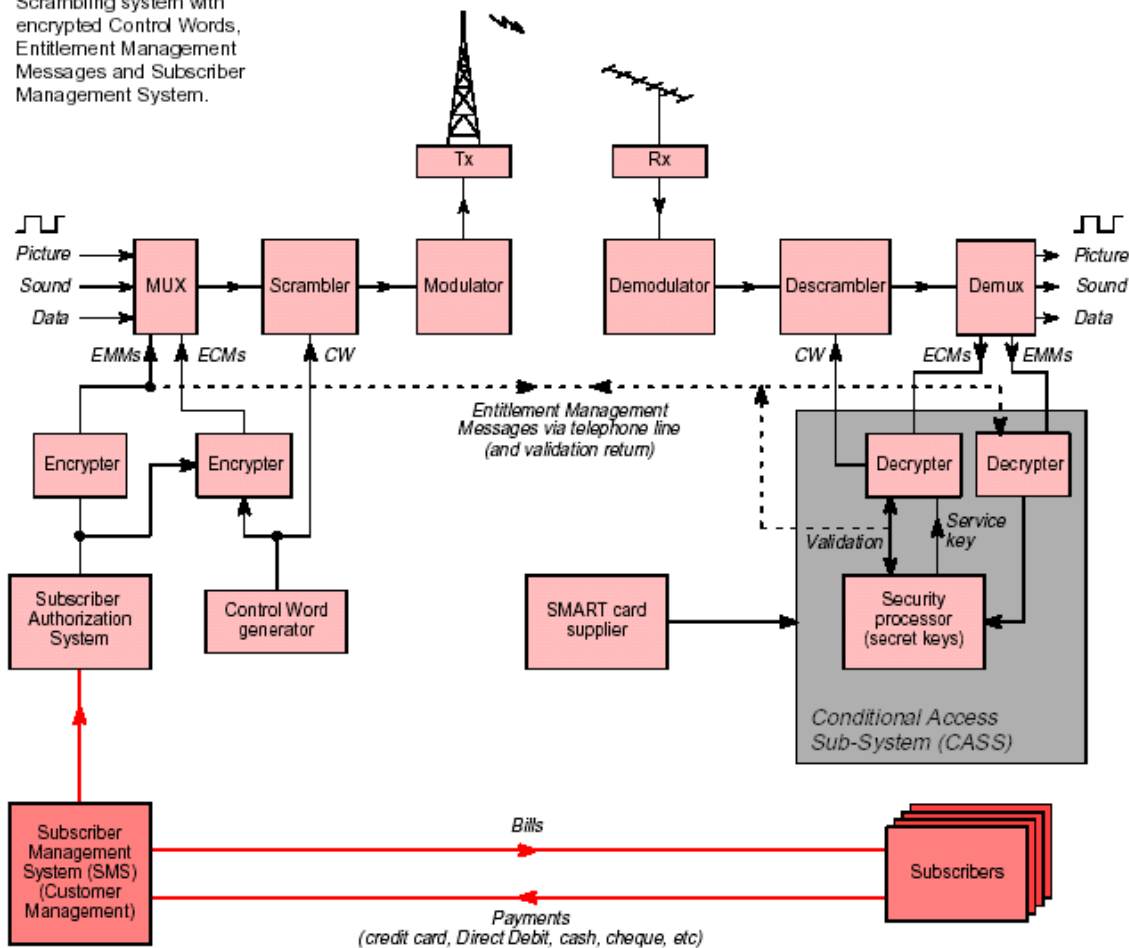 Scrambling system with
encrypted Control Words,
Entitlement Management
Messages and Subscriber
Management System.
Tx
Rx
Picture
Sound
Data
MUX
Scrambler
Modulator
Demodulator
Descrambler
Demux
Picture
Sound
Data
EMMs
ECMs
CW
CW
ECMs
EMMs
Entitlement Management
Messages via telephone line
(and validation return)
Encrypter
Encrypter
Decrypter
Decrypter
Validation
Service
key
Subscriber
Authorization
System
Control Word
generator
SMART card
supplier
Security
processor
(secret keys)
Conditional Access
Sub-System (CASS)
Subscriber
Management
System (SMS)
(Customer
Management)
Bills
Subscribers
Payments
(credit card, Direct Debit, cash, cheque, etc)